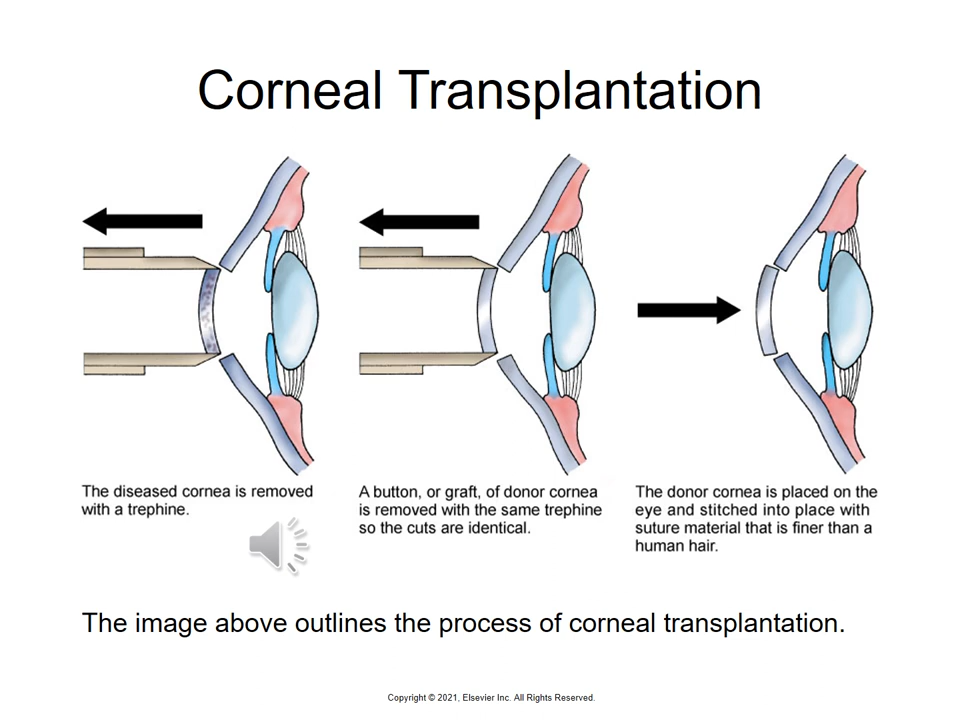 Corneal Transplantation
The diseased cornea is removed
with a trephine.
A button, or graft, of donor cornea
is removed with the same trephine
so the cuts are identical.
The donor cornea is placed on the
eye and stitched into place with
suture material that is finer than a
human hair.
The image above outlines the process of corneal transplantation.
Copyright © 2021, Elsevier Inc. All Rights Reserved.